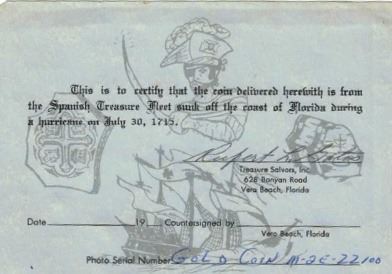 This is to certify that the coin delivered herewith is from
the Spanish Treasure Fleet sunk off the coast of Florida during
a hurricane on July 30, 1715.
Treasure Salvors, Inc.
628 Banyan Road
Vero Beach, Florida
Date 19 Countersigned by
Vero Beach, Florida
Photo Serial Number GOLD COIN M-2E-22100